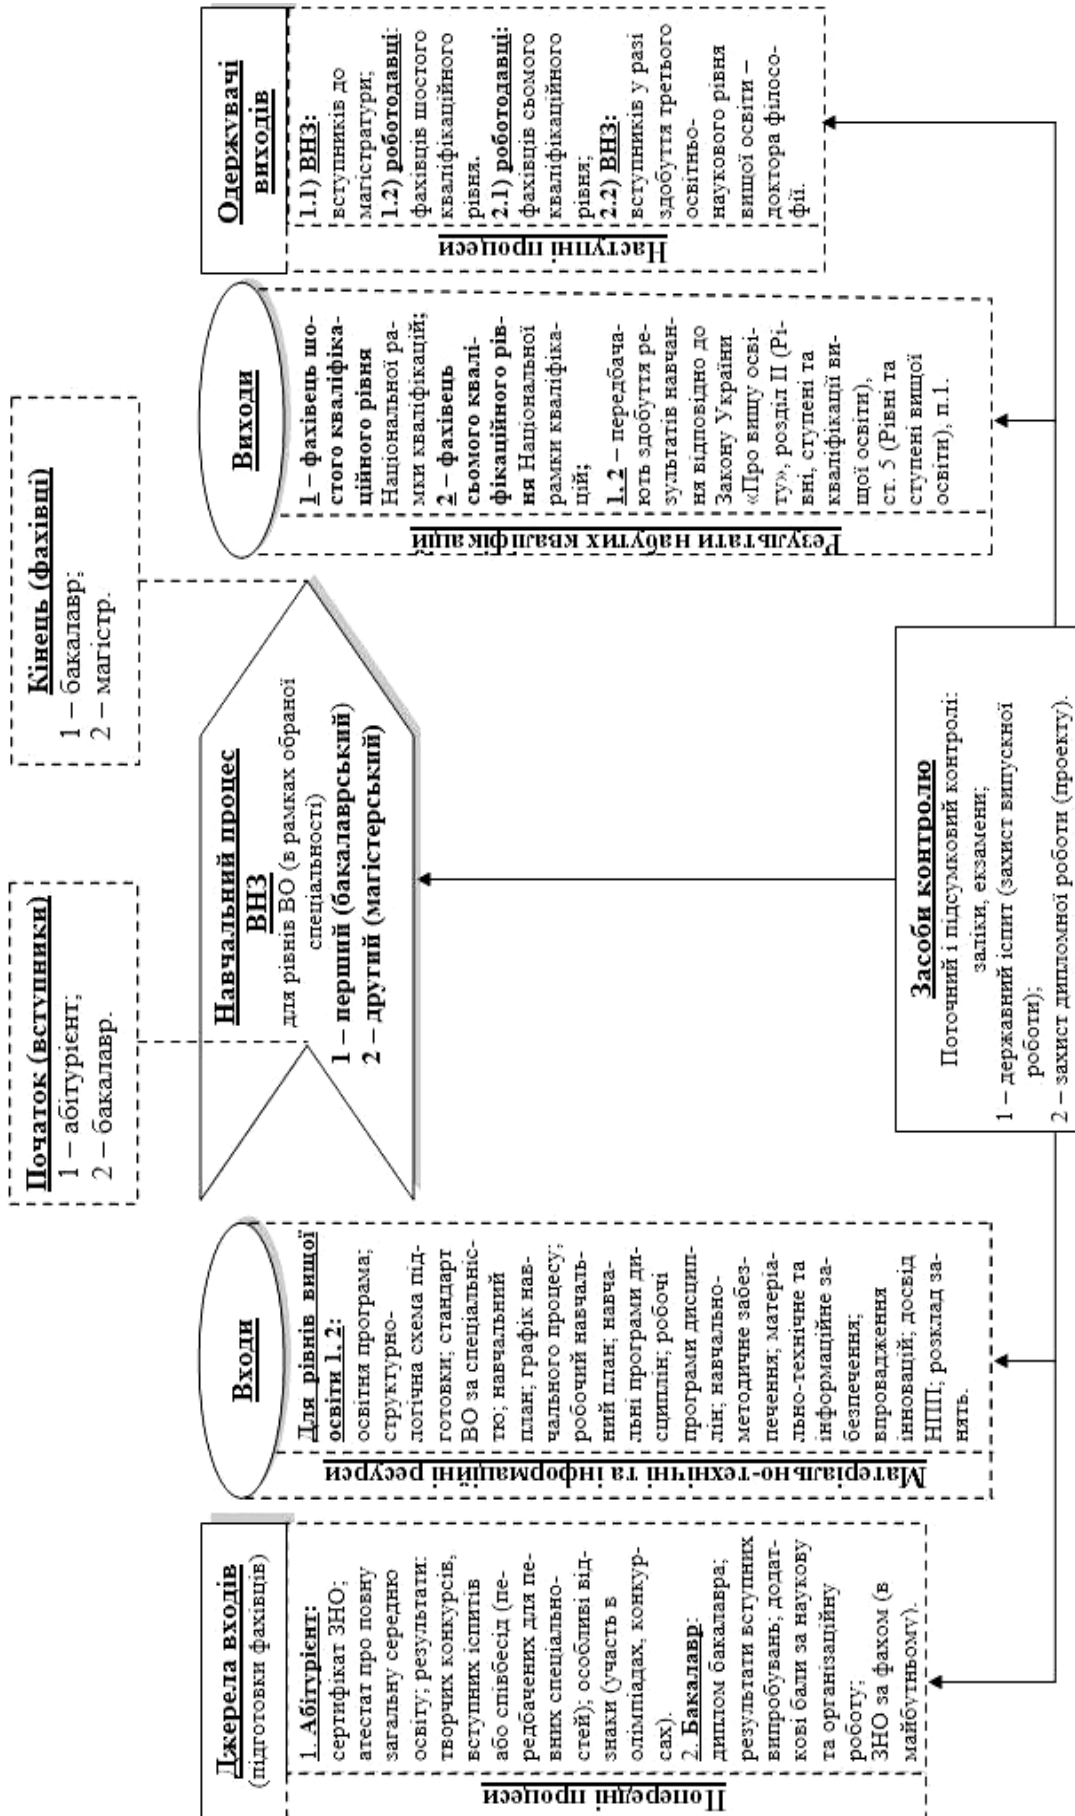 Початок (вступники)
1 – абітурієнт;
2 – бакалавр.
Кінець (фахівці)
1 – бакалавр;
2 – магістр.
Джерела входів
(підготовки фахівців)
Попередні процеси
1. Абітурієнт:
сертифікат ЗНО;
атестат про повну
загальну середню
освіту; результати:
творчих конкурсів,
вступних іспитів
або співбесід (пе-
редбачених для пе-
вних спеціально-
стей); особливі від-
знаки (участь в
олімпіадах, конкур-
сах).
2. Бакалавр:
диплом бакалавра;
результати вступних
випробувань; додат-
кові бали за наукову
та організаційну
роботу;
ЗНО за фахом (в
майбутньому).
Входи
Матеріально-технічні та інформаційні ресурси
Для рівнів вищої
освіти 1.2:
освітня програма;
структурно-
логічна схема під-
готовки; стандарт
ВО за спеціальніс-
тю; навчальний
план; графік нав-
чального процесу;
робочий навчаль-
ний план; навча-
льні програми ди-
сциплін; робочі
програми дисцип-
лін; навчально-
методичне забез-
печення; матеріа-
льно-технічне та
інформаційне за-
безпечення;
впровадження
інновацій; досвід
НПП; розклад за-
нять.
Навчальний процес
ВНЗ
для рівнів ВО (в рамках обраної
спеціальності)
1 – перший (бакалаврський)
2 – другий (магістерський)
Виходи
Результати набутих кваліфікацій
1 – фахівець шо-
стого кваліфіка-
ційного рівня
Національної ра-
мки кваліфікацій;
2 – фахівець
сьомого квалі-
фікаційного рів-
ня Національної
рамки кваліфіка-
цій;
1.2 – передбача-
ють здобуття ре-
зультатів навчан-
ня відповідно до
Закону України
«Про вищу осві-
ту», розділ II (Рі-
вні, ступені та
кваліфікації ви-
щої освіти),
ст. 5 (Рівні та
ступені вищої
освіти), п.1.
Одержувачі
виходів
Наступні процеси
1.1) ВНЗ:
вступників до
магістратури;
1.2) роботодавці:
фахівців шостого
кваліфікаційного
рівня.
2.1) роботодавці:
фахівців сьомого
кваліфікаційного
рівня;
2.2) ВНЗ:
вступників у разі
здобуття третього
освітньо-
наукового рівня
вищої освіти –
доктора філосо-
фії.
Засоби контролю
Поточний і підсумковий контролі:
заліки, екзамени;
1 – державний іспит (захист випускної
роботи);
2 – захист дипломної роботи (проекту).